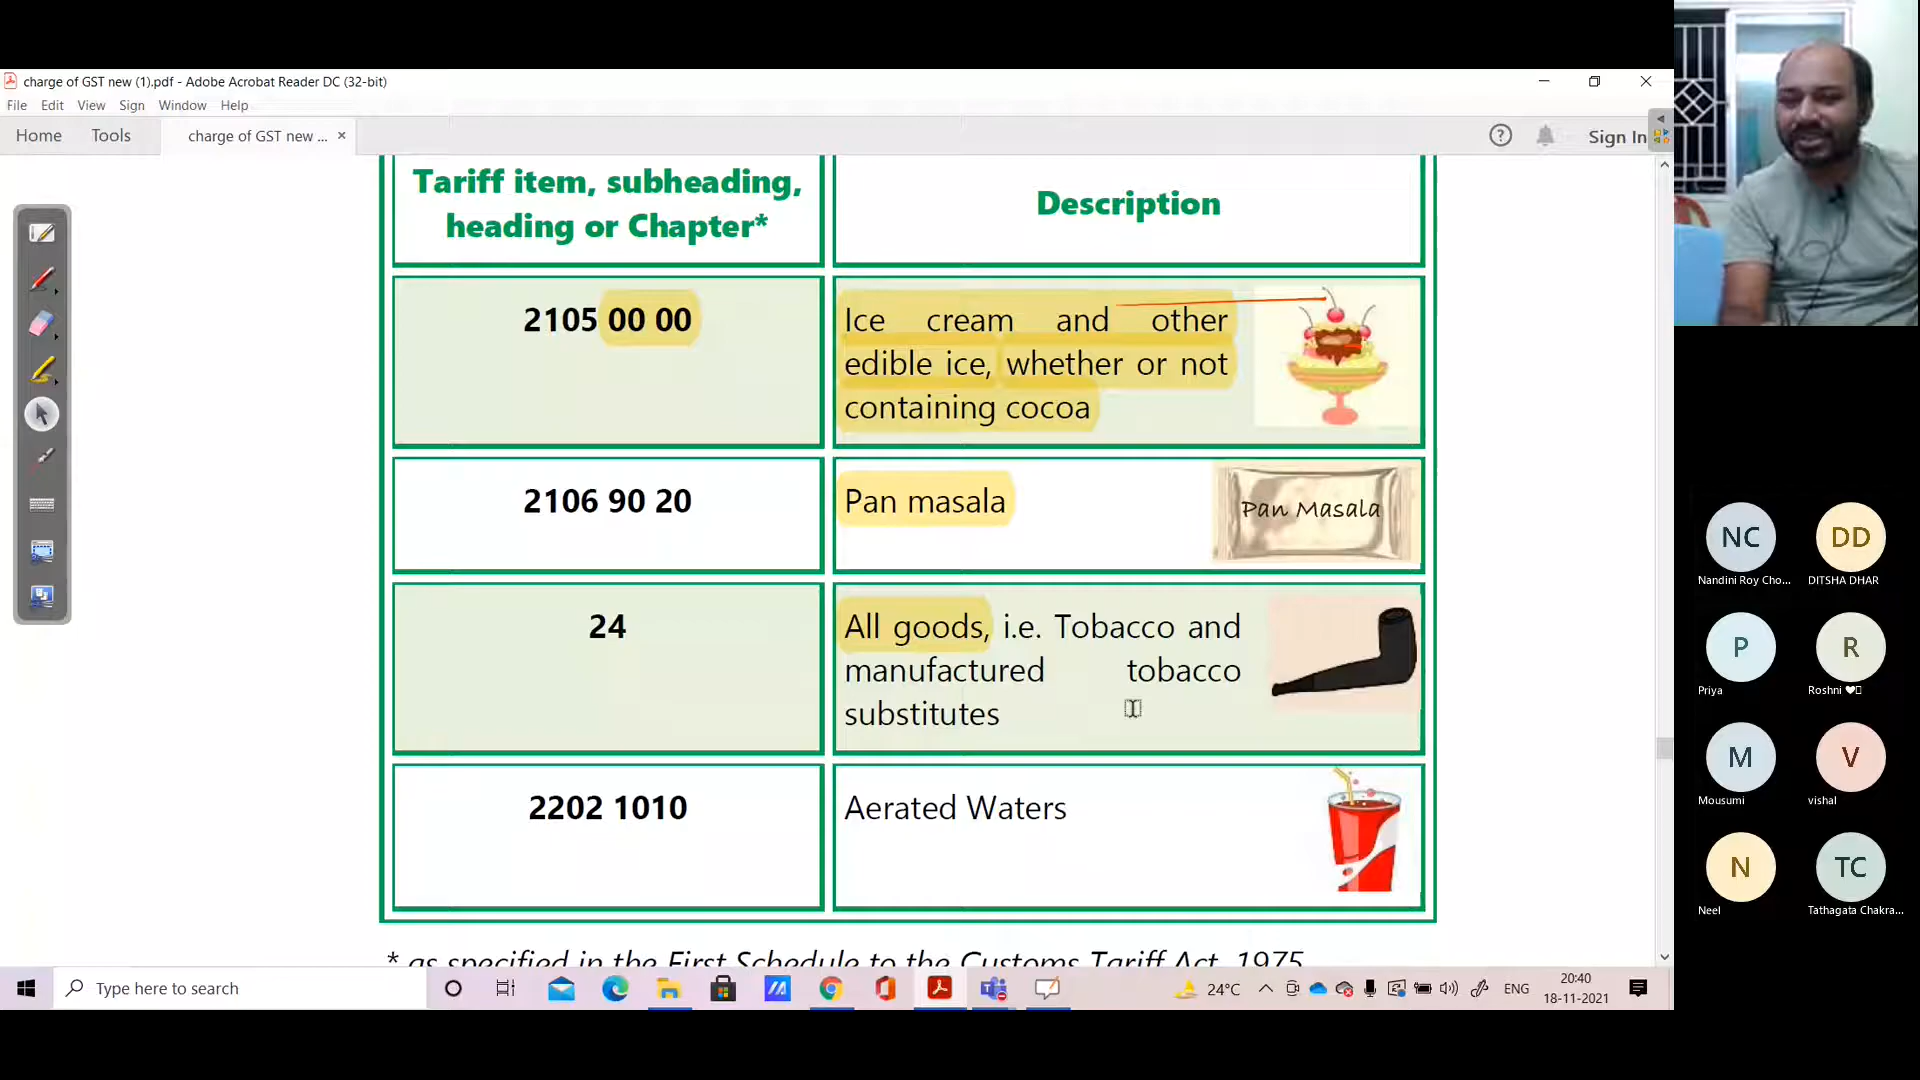 charge of GST new (1).pdf - Adobe Acrobat Reader DC (32-bit)
File Edit View Sign Window Help
Home Tools charge of GST new ... × Sign In
Tariff item, subheading,
heading or Chapter*
Description
2105 00 00
Ice cream and other
edible ice, whether or not
containing cocoa
2106 90 20
Pan masala
Pan Masala
24
All goods, i.e. Tobacco and
manufactured tobacco
substitutes
2202 1010
Aerated Waters
* as specified in the First Schedule to the Customs Tariff Act, 1975
NC
Nandini Roy Cho...
DD
DITSHA DHAR
P
Priya
R
Roshni ❤
M
Mousumi
V
vishal
N
Neel
TC
Tathagata Chakra...
Type here to search
24°C
ENG
20:40
18-11-2021